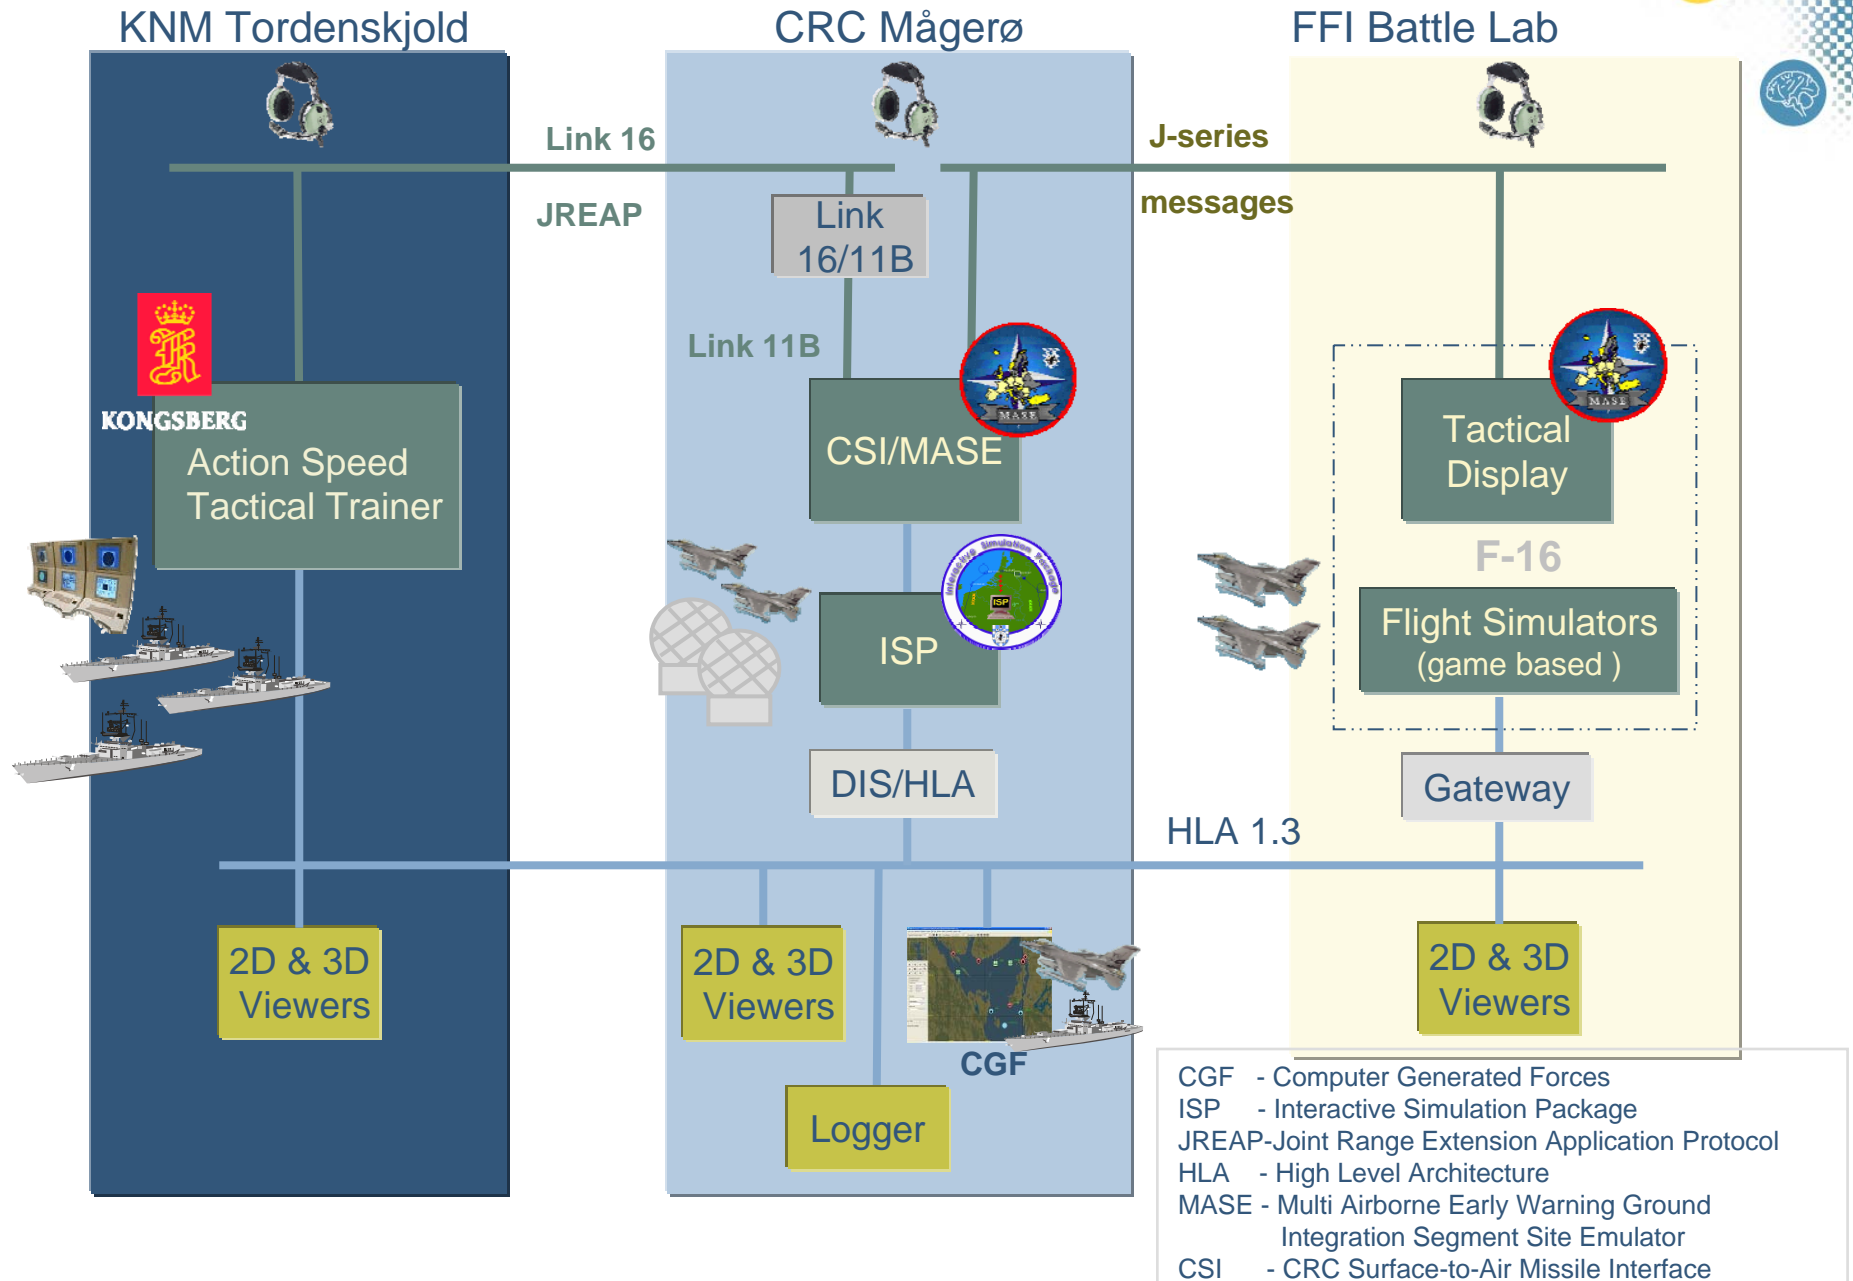 KNM Tordenskjold
CRC Mågerø
FFI Battle Lab
Link 16
JREAP
J-series
messages
Link
16/11B
Link 11B
KONGSBERG
Action Speed
Tactical Trainer
MASE
CSI/MASE
MASE
Tactical
Display
F-16
Interactive Simulation Package
ISP
ISP
Flight Simulators
(game based )
DIS/HLA
Gateway
HLA 1.3
2D & 3D
Viewers
2D & 3D
Viewers
CGF
2D & 3D
Viewers
Logger
CGF - Computer Generated Forces
ISP - Interactive Simulation Package
JREAP-Joint Range Extension Application Protocol
HLA - High Level Architecture
MASE - Multi Airborne Early Warning Ground
Integration Segment Site Emulator
CSI - CRC Surface-to-Air Missile Interface